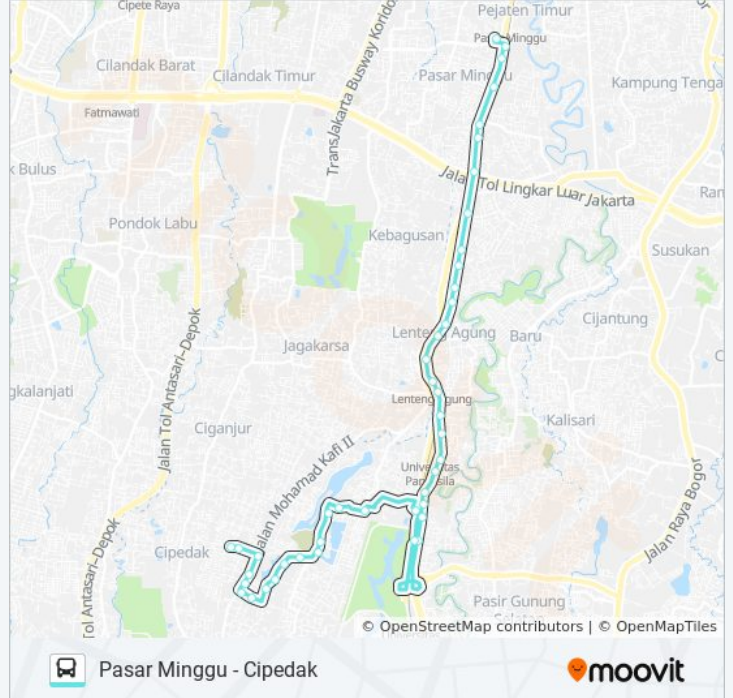 Cipete Raya
Pejaten Timur
Pasar Minggu
Cilandak Barat
Cilandak Timur
Pasar Minggu
Kampung Tenga
TransJakarta Busway Korido
Fatmawati
k Bulus
Jalan Tol Lingkar Luar Jakarta
Ran
Pondok Labu
Kebagusan
Susukan
Lenteng Agung
Baru
Cijantung
Jagakarsa
gkalanjati
Jalan Tol Antasari–Depok
Lenteng Agung
Kalisari
Ciganjur
Jalan Mohamad Kafi II
Universitas
Pancasila
Jalan Raya Bogor
Cipedak
Tol Antasari–Depok
Pasir Gunung
© OpenStreetMap contributors | © OpenMapTiles
Pasar Minggu - Cipedak
moovit